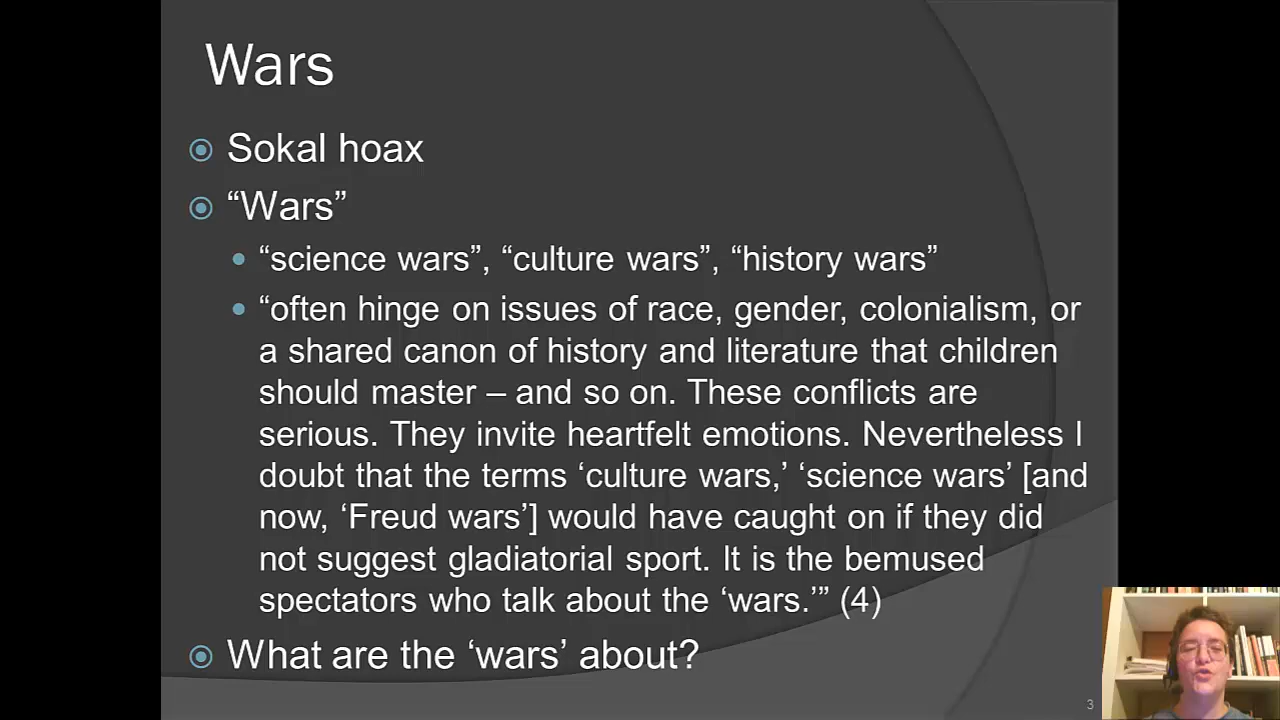 Wars
Sokal hoax
“Wars”
“science wars”, “culture wars”, “history wars”
“often hinge on issues of race, gender, colonialism, or
a shared canon of history and literature that children
should master – and so on. These conflicts are
serious. They invite heartfelt emotions. Nevertheless I
doubt that the terms ‘culture wars,’ ‘science wars’ [and
now, ‘Freud wars’] would have caught on if they did
not suggest gladiatorial sport. It is the bemused
spectators who talk about the ‘wars.’” (4)
What are the ‘wars’ about?
3